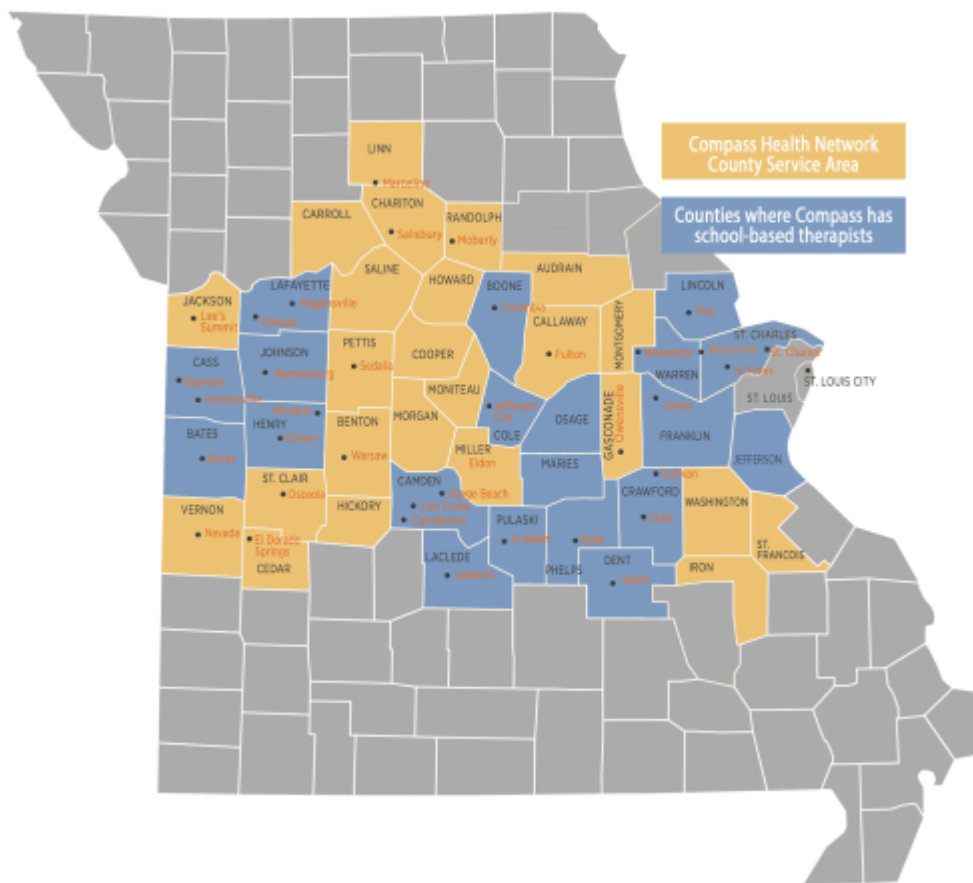 Compass Health Network
County Service Area
Counties where Compass has
school-based therapists
LINN
Marceline
CARROLL
CHARITON
Salisbury
RANDOLPH
Moberly
JACKSON
Lee's
Summit
LAFAYETTE
Higginsville
Odessa
SALINE
HOWARD
BOONE
Columbia
AUDRAIN
CALLAWAY
Fulton
MONTGOMERY
LINCOLN
Troy
ST. CHARLES
St. Charles
Wentzville
Warrenton
WARREN
ST. LOUIS CITY
ST. LOUIS
CASS
Raymore
Harrisonville
JOHNSON
Warrensburg
PETTIS
Sedalia
COOPER
MONITEAU
Jefferson
City
COLE
OSAGE
GASCONADE
Owensville
Union
FRANKLIN
JEFFERSON
BATES
Butler
Windsor
HENRY
Clinton
BENTON
Warsaw
MORGAN
MILLER
Eldon
MARIES
Sullivan
VERNON
Nevada
ST. CLAIR
Osceola
El Dorado
Springs
CEDAR
HICKORY
CAMDEN
Osage Beach
Camdenton
PULASKI
St. Robert
PHELPS
Rolla
CRAWFORD
Cuba
WASHINGTON
ST.
FRANCOIS
IRON
LACLEDE
Lebanon
DENT
Salem